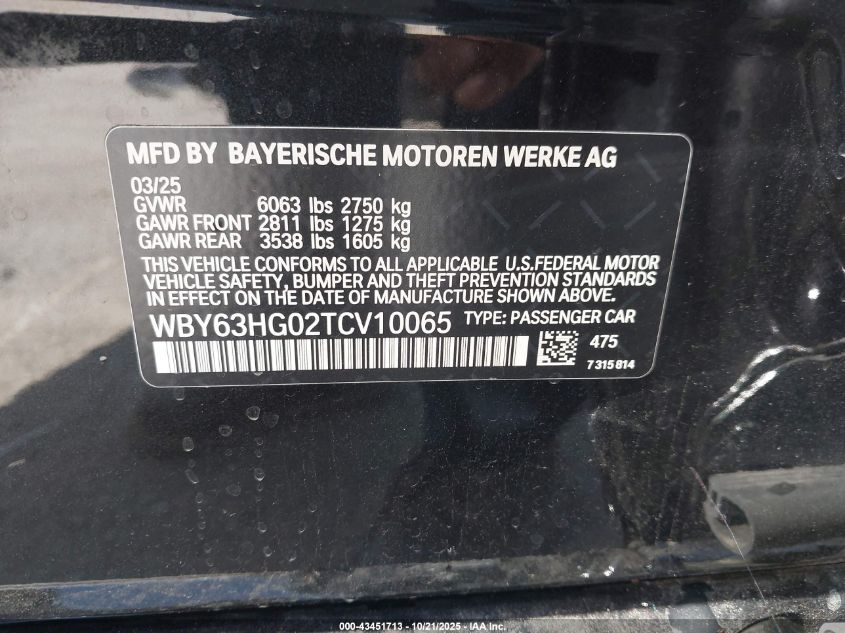 MFD BY BAYERISCHE MOTOREN WERKE AG
03/25
GVWR 6063 lbs 2750 kg
GAWR FRONT 2811 lbs 1275 kg
GAWR REAR 3538 lbs 1605 kg
THIS VEHICLE CONFORMS TO ALL APPLICABLE U.S.FEDERAL MOTOR
VEHICLE SAFETY, BUMPER AND THEFT PREVENTION STANDARDS
IN EFFECT ON THE DATE OF MANUFACTURE SHOWN ABOVE.
WBY63HG02TCV10065 TYPE: PASSENGER CAR
475
7315814
000-43451713 - 10/21/2025 - IAA Inc.